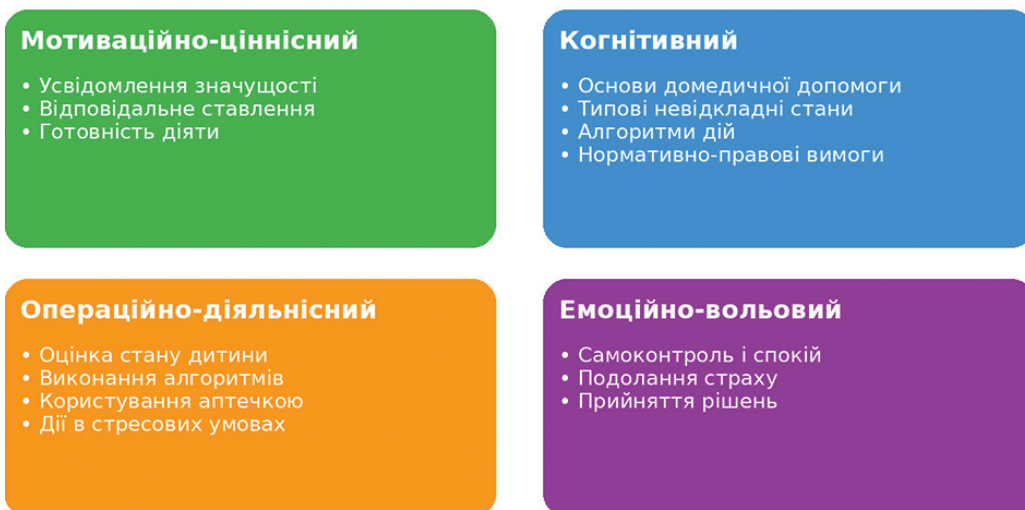 Мотиваційно-ціннісний
• Усвідомлення значущості
• Відповідальне ставлення
• Готовність діяти
Когнітивний
• Основи домедичної допомоги
• Типові невідкладні стани
• Алгоритми дій
• Нормативно-правові вимоги
Операційно-діяльнісний
• Оцінка стану дитини
• Виконання алгоритмів
• Користування аптечкою
• Дії в стресових умовах
Емоційно-вольовий
• Самоконтроль і спокій
• Подолання страху
• Прийняття рішень